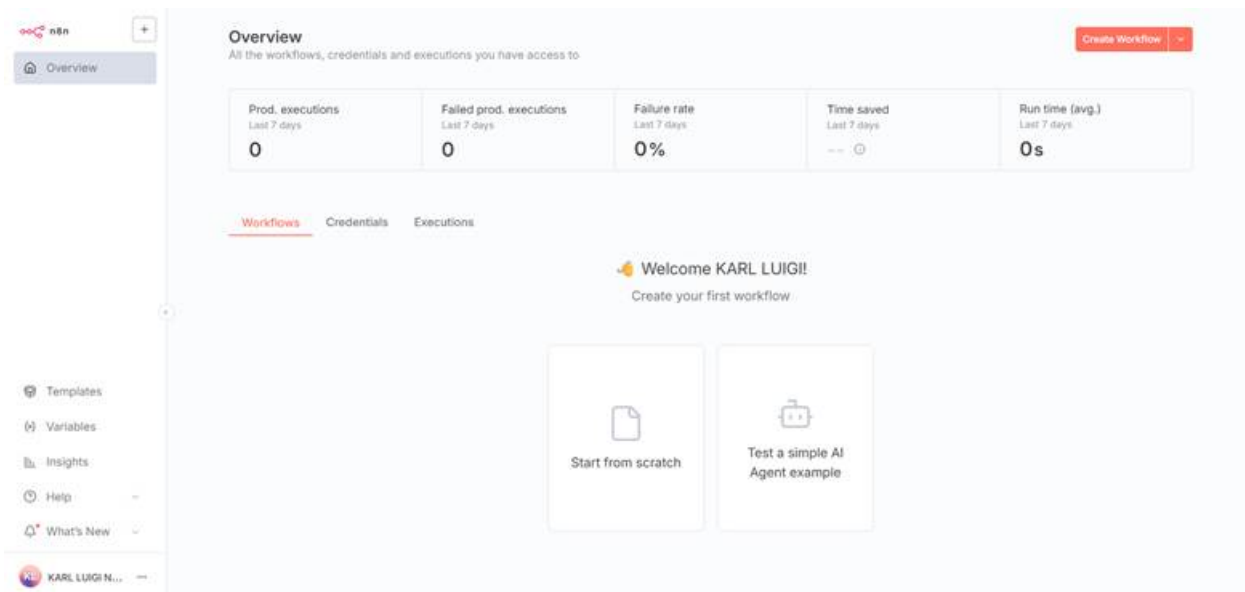 n8n
+
Overview
Overview
All the workflows, credentials and executions you have access to
Create Workflow
Prod. executions
Last 7 days
0
Failed prod. executions
Last 7 days
0
Failure rate
Last 7 days
0%
Time saved
Last 7 days
--
Run time (avg.)
Last 7 days
0s
Workflows Credentials Executions
Welcome KARL LUIGI!
Create your first workflow
Start from scratch
Test a simple AI
Agent example
Templates
Variables
Insights
Help
What's New
KARL LUIGI N...